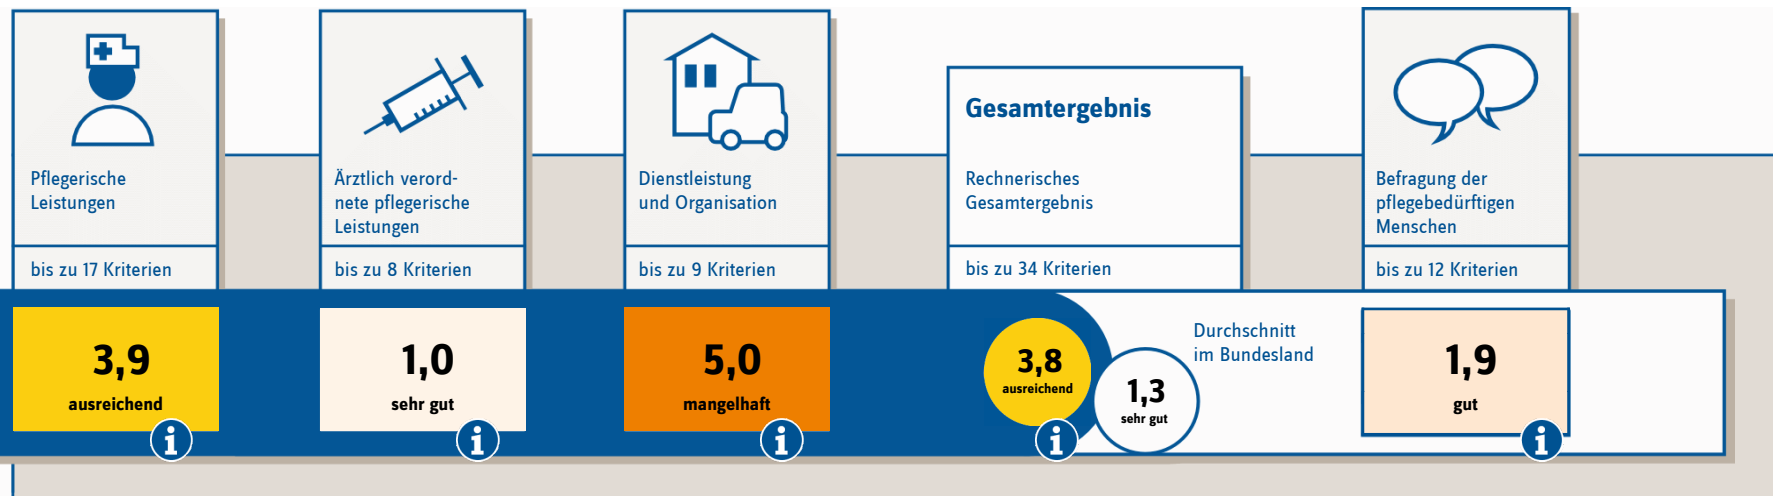 Pflegerische
Leistungen
bis zu 17 Kriterien
3,9
ausreichend
i
Ärztlich verord-
nete pflegerische
Leistungen
bis zu 8 Kriterien
1,0
sehr gut
i
Dienstleistung
und Organisation
bis zu 9 Kriterien
5,0
mangelhaft
i
Gesamtergebnis
Rechnerisches
Gesamtergebnis
bis zu 34 Kriterien
3,8
ausreichend
i
Durchschnitt
im Bundesland
1,3
sehr gut
Befragung der
pflegebedürftigen
Menschen
bis zu 12 Kriterien
1,9
gut
i